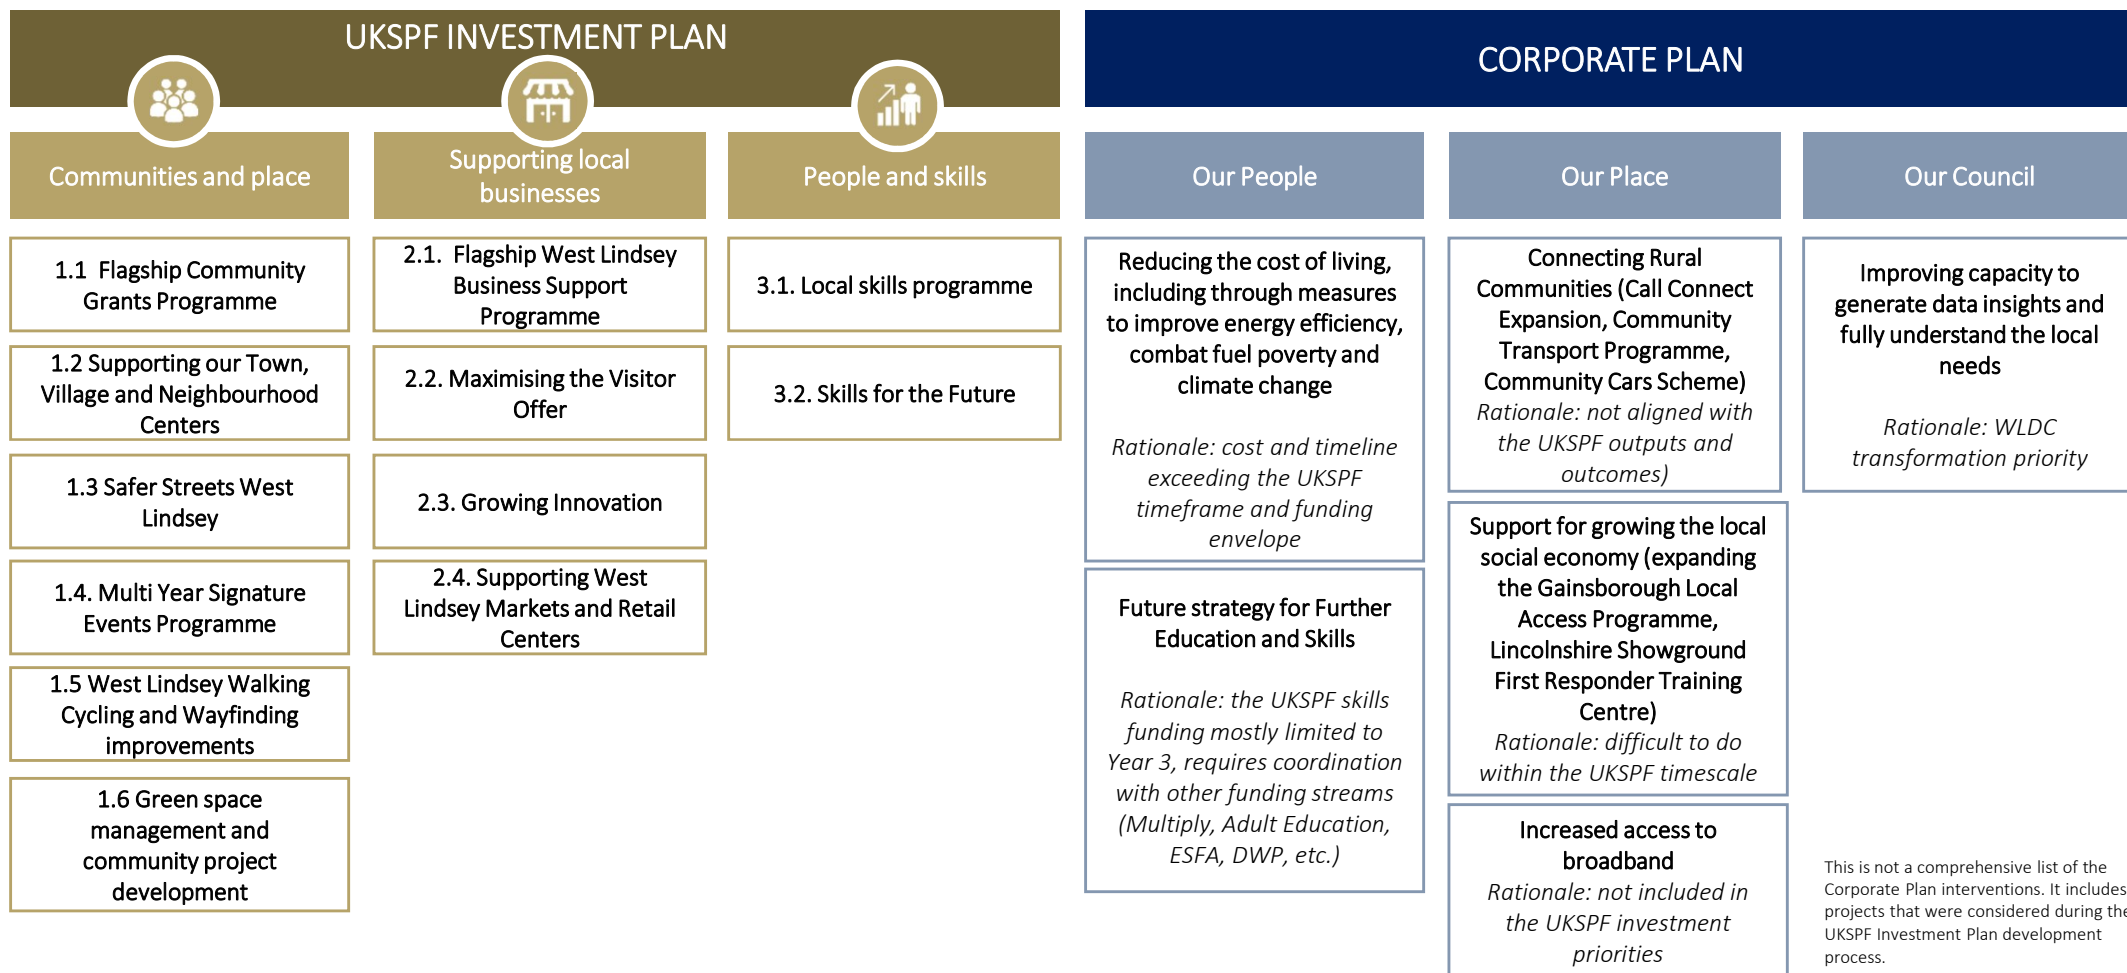 UKSPF INVESTMENT PLAN
Communities and place
Supporting local
businesses
People and skills
1.1 Flagship Community
Grants Programme
1.2 Supporting our Town,
Village and Neighbourhood
Centers
1.3 Safer Streets West
Lindsey
1.4. Multi Year Signature
Events Programme
1.5 West Lindsey Walking
Cycling and Wayfinding
improvements
1.6 Green space
management and
community project
development
2.1. Flagship West Lindsey
Business Support
Programme
2.2. Maximising the Visitor
Offer
2.3. Growing Innovation
2.4. Supporting West
Lindsey Markets and Retail
Centers
3.1. Local skills programme
3.2. Skills for the Future
CORPORATE PLAN
Our People
Our Place
Our Council
Reducing the cost of living,
including through measures
to improve energy efficiency,
combat fuel poverty and
climate change
Rationale: cost and timeline
exceeding the UKSPF
timeframe and funding
envelope
Future strategy for Further
Education and Skills
Rationale: the UKSPF skills
funding mostly limited to
Year 3, requires coordination
with other funding streams
(Multiply, Adult Education,
ESFA, DWP, etc.)
Connecting Rural
Communities (Call Connect
Expansion, Community
Transport Programme,
Community Cars Scheme)
Rationale: not aligned with
the UKSPF outputs and
outcomes)
Support for growing the local
social economy (expanding
the Gainsborough Local
Access Programme,
Lincolnshire Showground
First Responder Training
Centre)
Rationale: difficult to do
within the UKSPF timescale
Increased access to
broadband
Rationale: not included in
the UKSPF investment
priorities
Improving capacity to
generate data insights and
fully understand the local
needs
Rationale: WLDC
transformation priority
This is not a comprehensive list of the
Corporate Plan interventions. It includes
projects that were considered during the
UKSPF Investment Plan development
process.